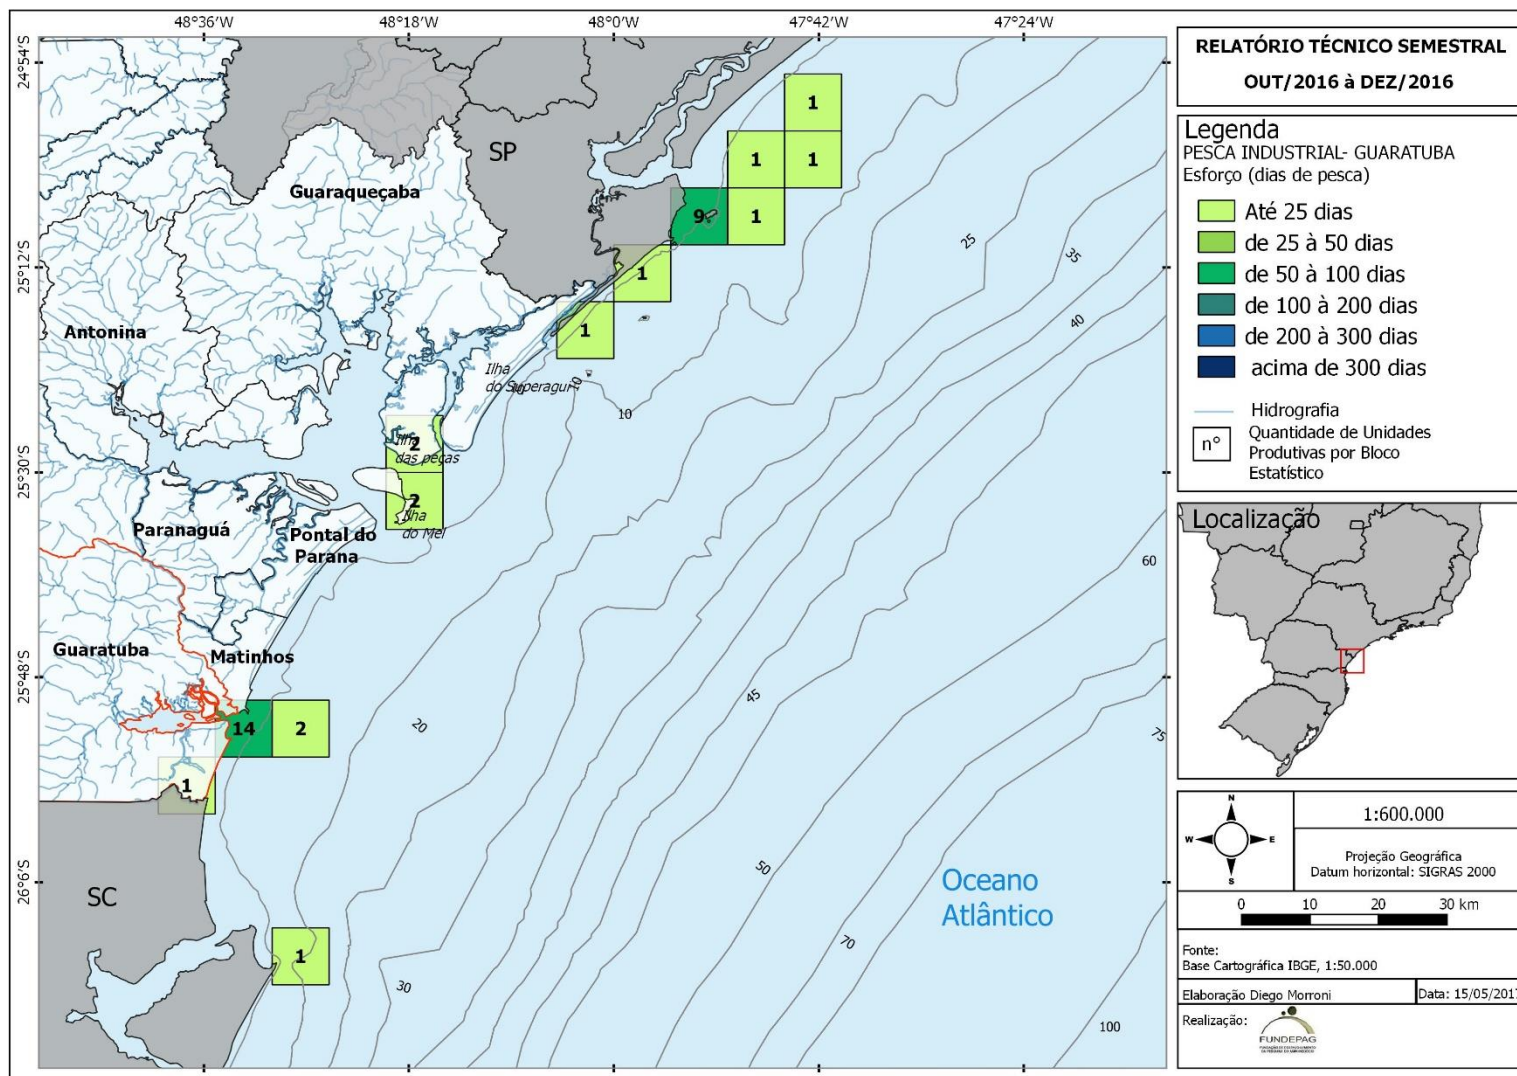 48°36'W 48°18'W 48°0'W 47°42'W 47°24'W
24°54'S
25°12'S
25°30'S
25°48'S
26°6'S
SP
Guaraqueçaba
Antonina
Ilha
do Superagui
Ilha
das peças
Ilha
do Mel
Paranaguá
Pontal do
Parana
Guaratuba
Matinhos
SC
Oceano
Atlântico
1
1 1
9 1
1
1
2
2
14 2
1
1
10
10
10
20
25
35
40
30
45
50
60
70
75
100
RELATÓRIO TÉCNICO SEMESTRAL
OUT/2016 à DEZ/2016
Legenda
PESCA INDUSTRIAL- GUARATUBA
Esforço (dias de pesca)
Até 25 dias
de 25 à 50 dias
de 50 à 100 dias
de 100 à 200 dias
de 200 à 300 dias
acima de 300 dias
Hidrografia
n° Quantidade de Unidades
Produtivas por Bloco
Estatístico
Localização
N
W E
S
1:600.000
Projeção Geográfica
Datum horizontal: SIGRAS 2000
0 10 20 30 km
Fonte:
Base Cartográfica IBGE, 1:50.000
Elaboração Diego Morroni Data: 15/05/2017
Realização:
FUNDEPAG